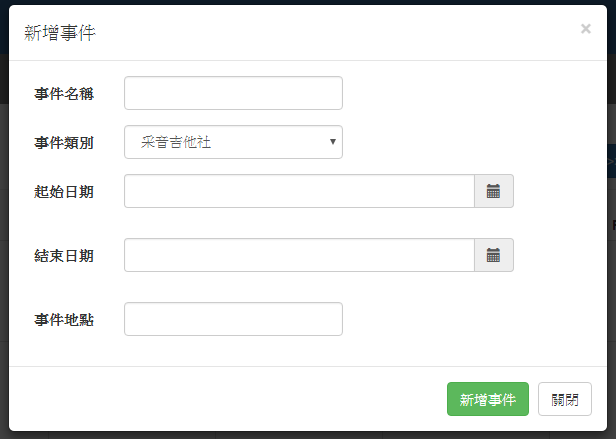 新增事件
×
事件名稱
事件類別
采音吉他社
起始日期
結束日期
事件地點
新增事件
關閉